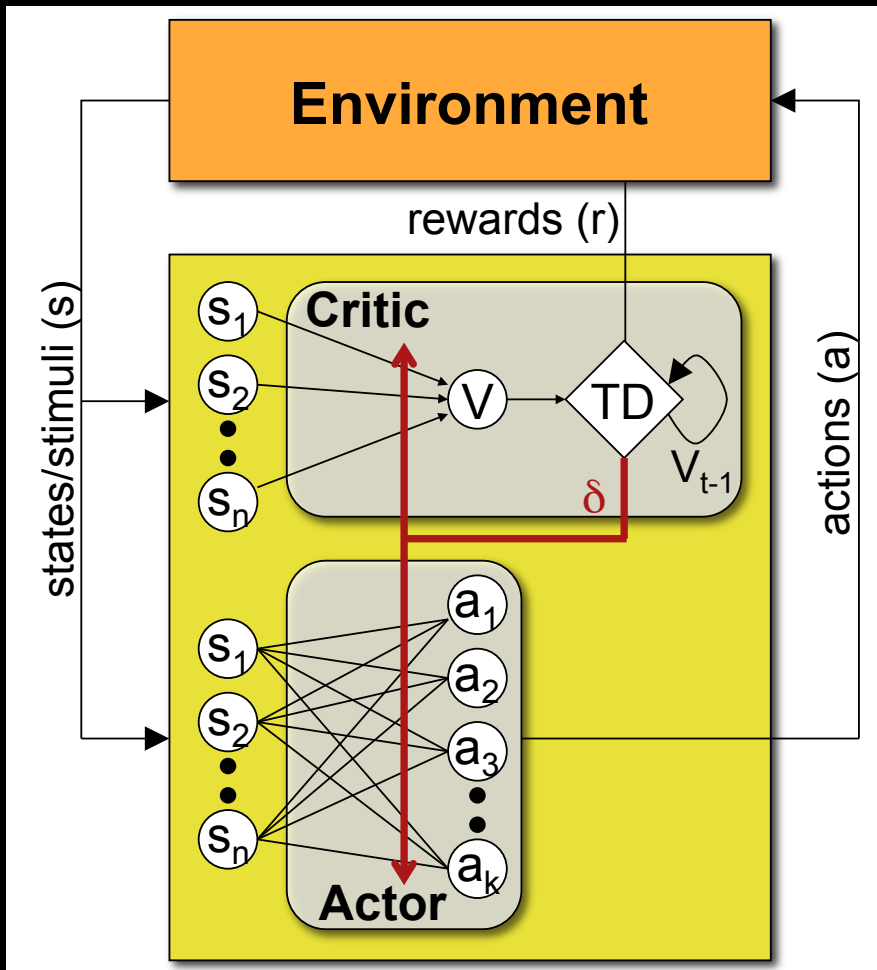 Environment
rewards (r)
states/stimuli (s)
actions (a)
Critic
s₁
s₂
sₙ
V
TD
Vₜ₋₁
δ
s₁
s₂
sₙ
a₁
a₂
a₃
aₖ
Actor